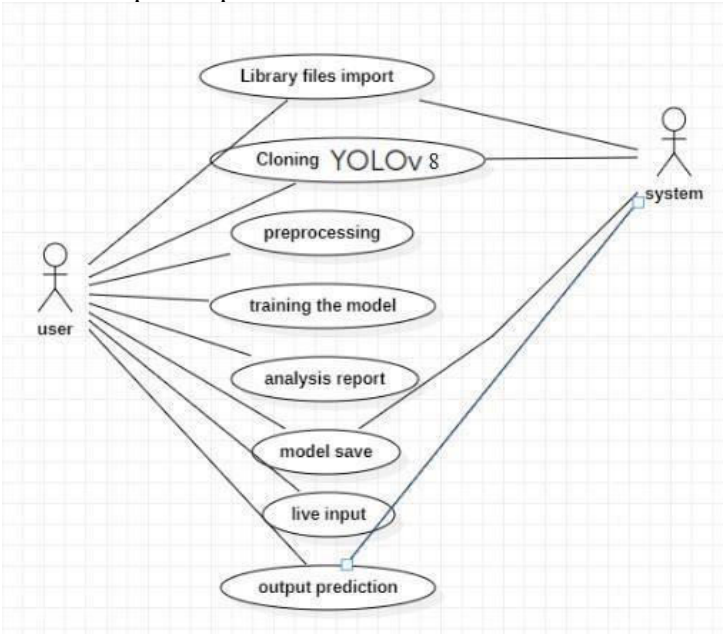 Library files import
Cloning YOLOv 8
system
preprocessing
training the model
user
analysis report
model save
live input
output prediction